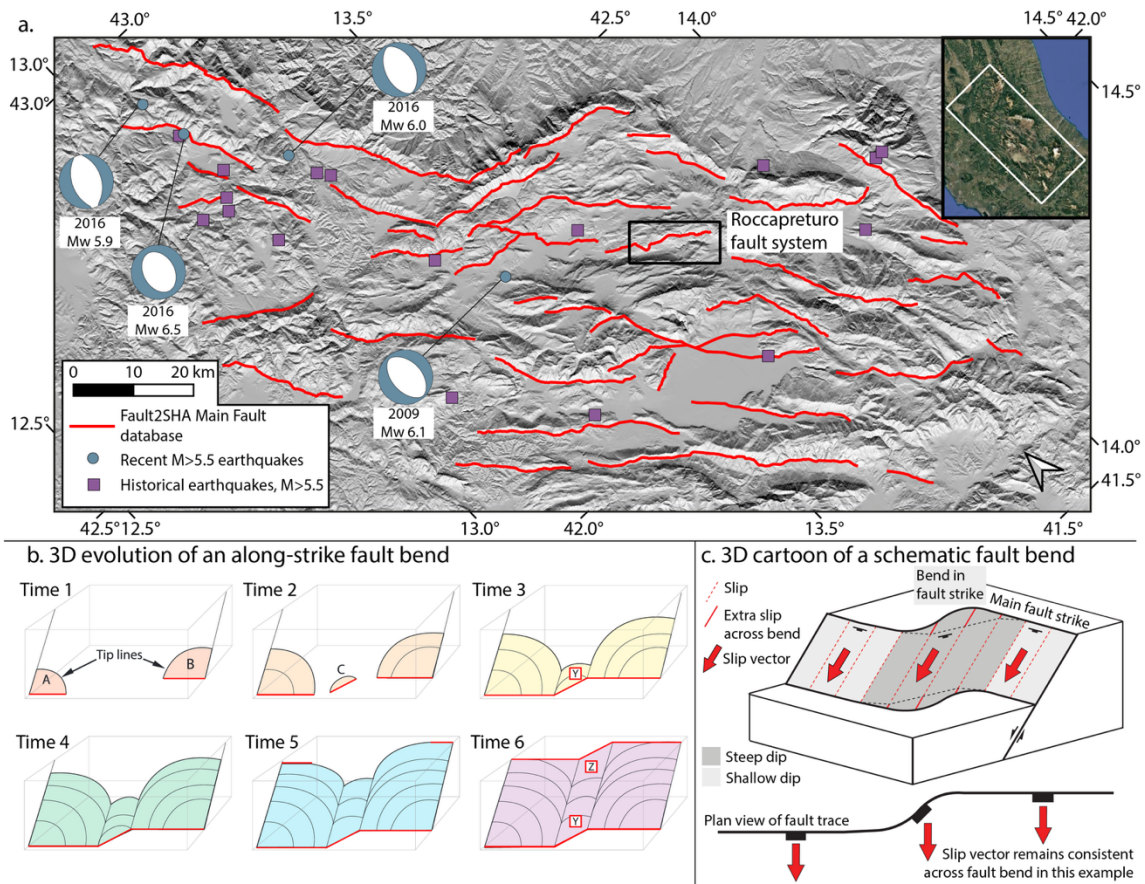 a.
43.0°
13.5°
42.5°
14.0°
14.5°
42.0°
13.0°
43.0°
14.5°
2016
Mw 6.0
2016
Mw 5.9
2016
Mw 6.5
Roccapreturo
fault system
2009
Mw 6.1
0 10 20 km
Fault2SHA Main Fault
database
Recent M>5.5 earthquakes
Historical earthquakes, M>5.5
12.5°
14.0°
41.5°
42.5°
12.5°
13.0°
42.0°
13.5°
41.5°
b. 3D evolution of an along-strike fault bend
Time 1
A
Tip lines
B
Time 2
C
Time 3
Y
Time 4
Time 5
Time 6
Z
Y
c. 3D cartoon of a schematic fault bend
Slip
Extra slip
across bend
Slip vector
Bend in
fault strike
Main fault strike
Steep dip
Shallow dip
Plan view of fault trace
Slip vector remains consistent
across fault bend in this example